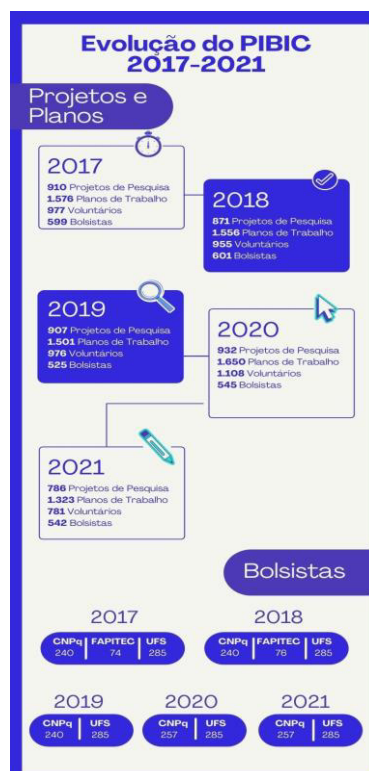 Evolução do PIBIC
2017-2021
Projetos e
Planos
2017
910 Projetos de Pesquisa
1.576 Planos de Trabalho
977 Voluntários
599 Bolsistas
2018
871 Projetos de Pesquisa
1.556 Planos de Trabalho
955 Voluntários
601 Bolsistas
2019
907 Projetos de Pesquisa
1.501 Planos de Trabalho
976 Voluntários
525 Bolsistas
2020
932 Projetos de Pesquisa
1.650 Planos de Trabalho
1.108 Voluntários
545 Bolsistas
2021
786 Projetos de Pesquisa
1.323 Planos de Trabalho
781 Voluntários
542 Bolsistas
Bolsistas
2017
CNPq FAPITEC UFS
240 74 285
2018
CNPq FAPITEC UFS
240 76 285
2019
CNPq UFS
240 285
2020
CNPq UFS
257 285
2021
CNPq UFS
257 285